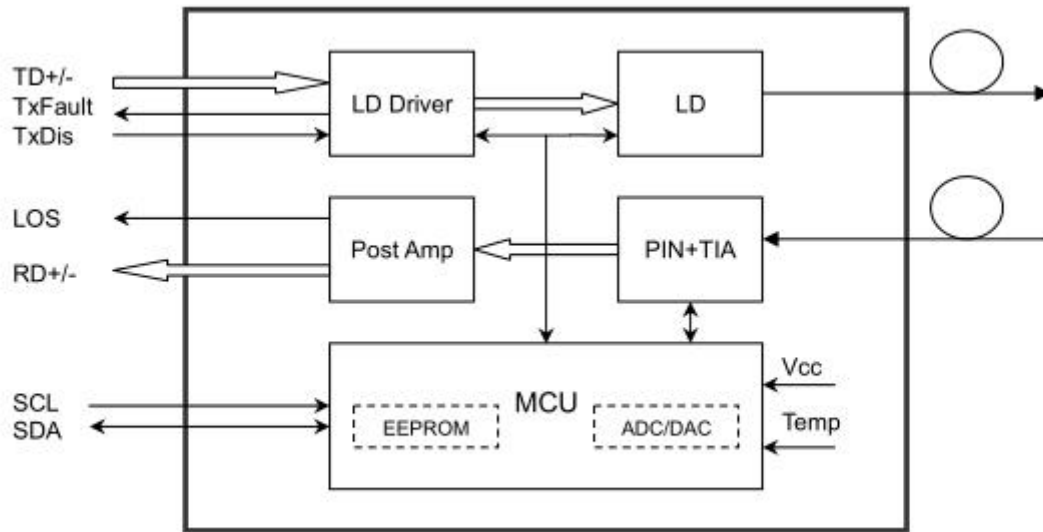 TD+/-
TxFault
TxDis
LD Driver
LD
LOS
RD+/-
Post Amp
PIN+TIA
SCL
SDA
MCU
EEPROM
ADC/DAC
Vcc
Temp